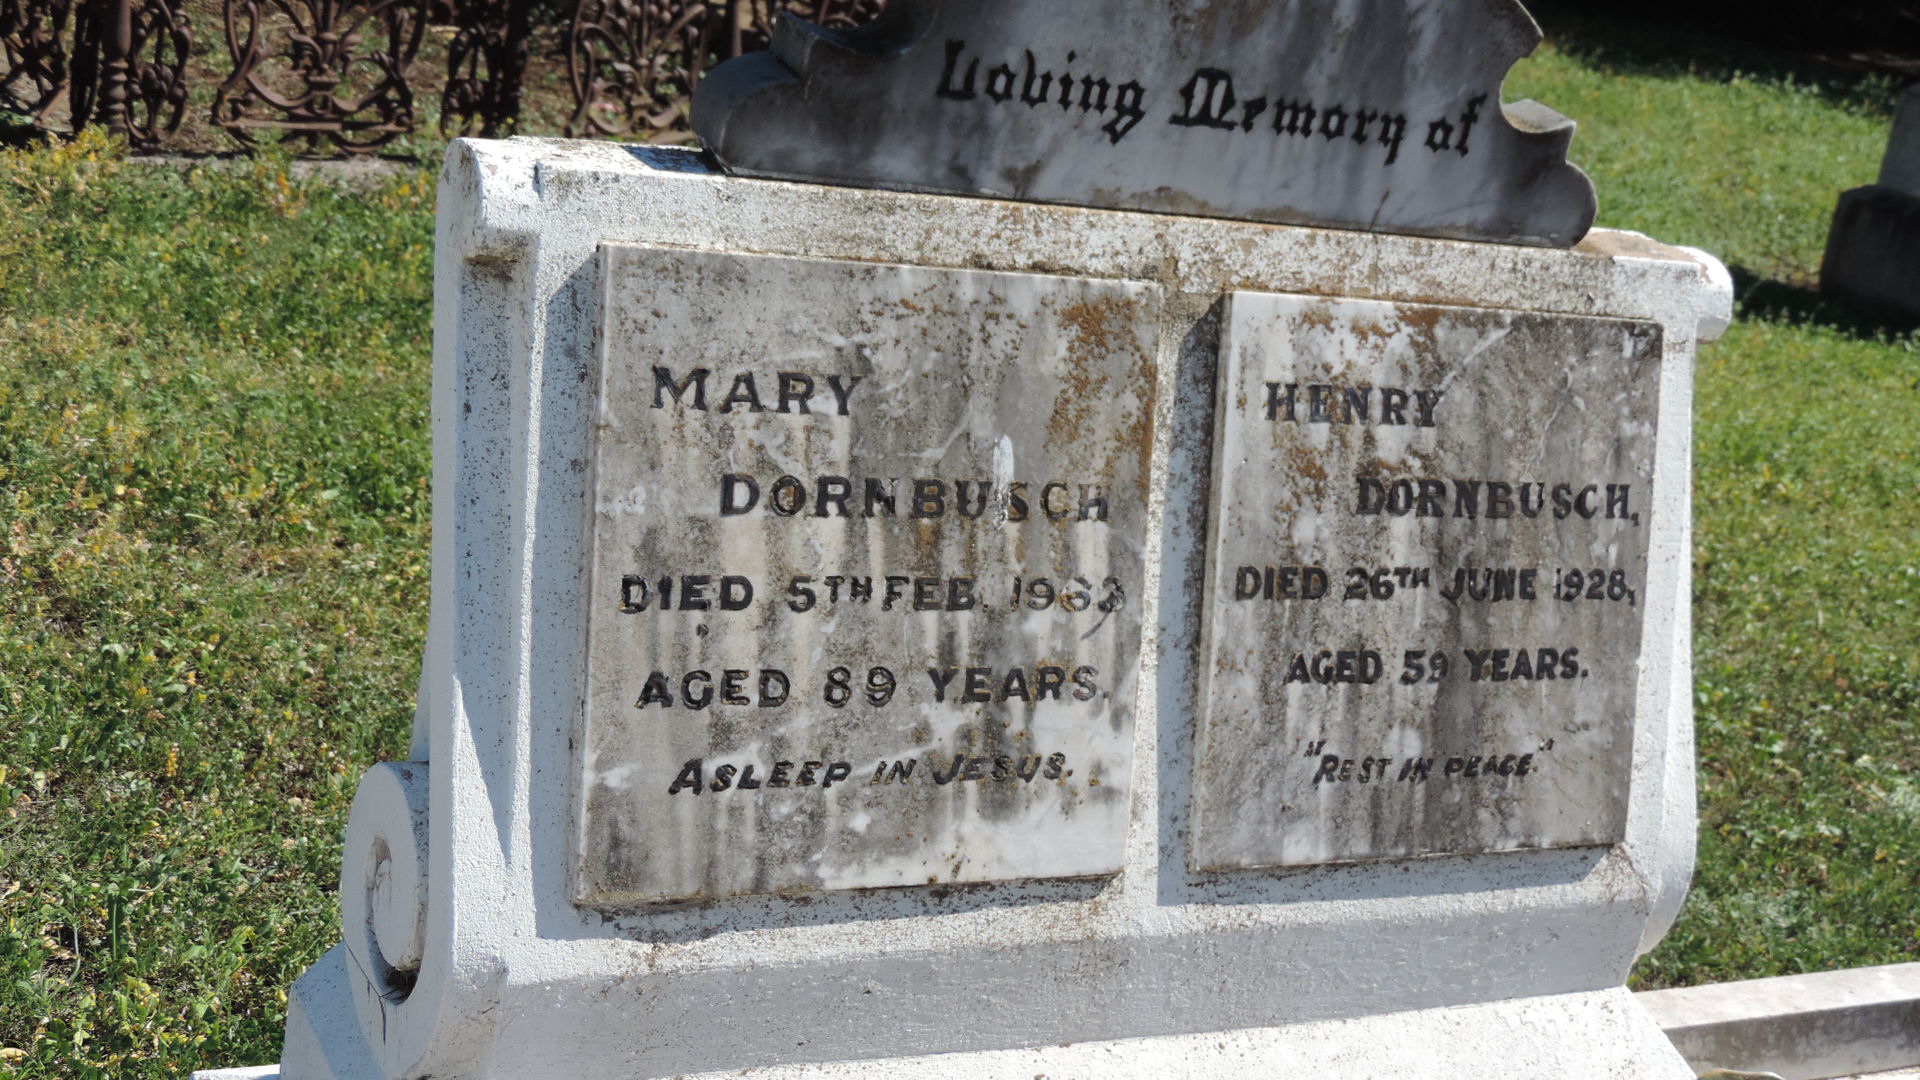 Loving Memory of
MARY
DORNBUSCH
DIED 5TH FEB. 1963
AGED 89 YEARS.
ASLEEP IN JESUS.
HENRY
DORNBUSCH,
DIED 26TH JUNE 1928,
AGED 59 YEARS.
"REST IN PEACE."